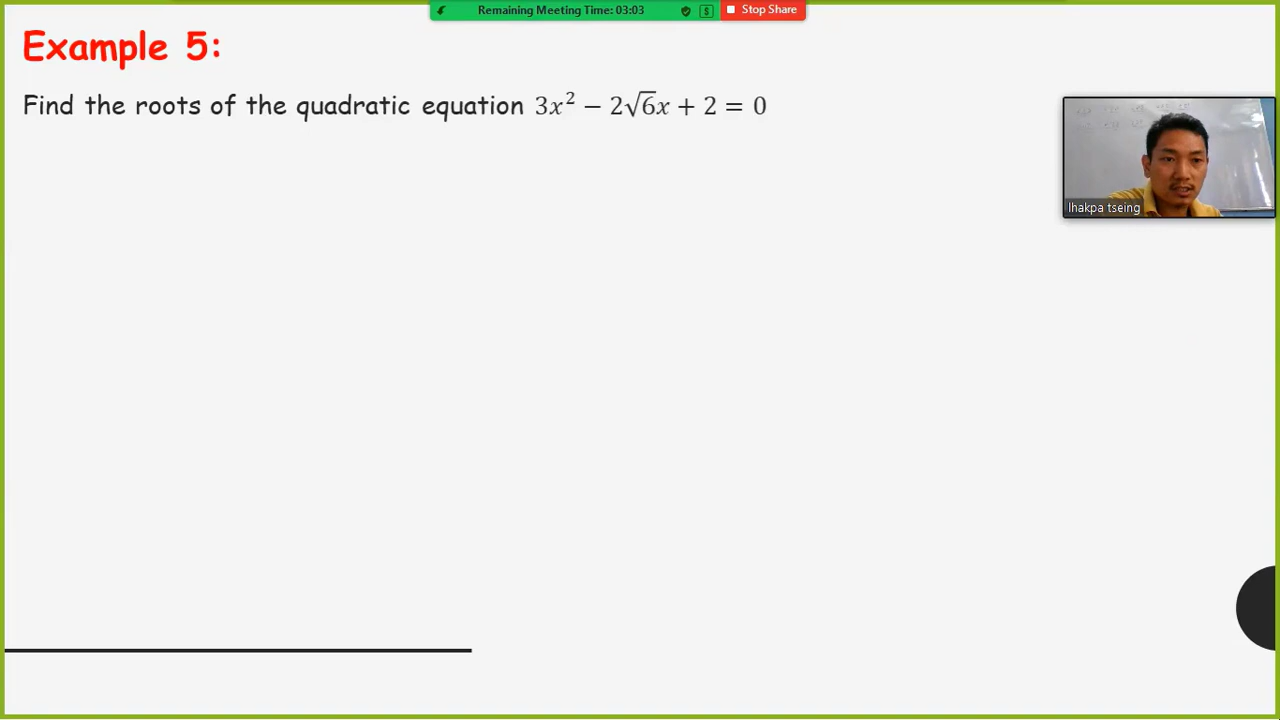 Remaining Meeting Time: 03:03
Stop Share
Example 5:
Find the roots of the quadratic equation 3x² − 2√6x + 2 = 0
lhakpa tseing